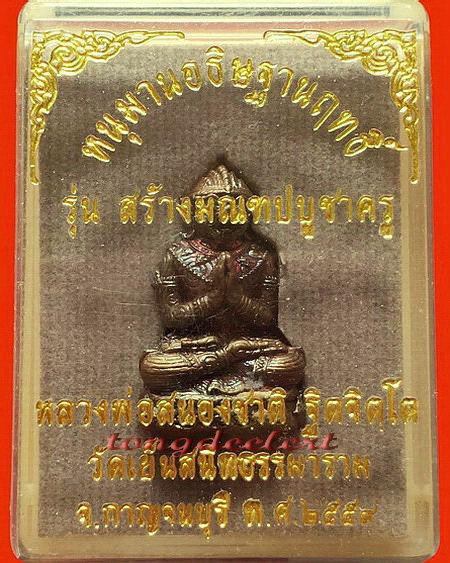 หนุมานอธิษฐานฤทธิ์
รุ่น สร้างมณฑปบูชาครู
หลวงพ่อสนองชาติ ฐิตจิตฺโต
tongdeelert
วัดเย็นสนิทธรรมาราม
จ.กาญจนบุรี พ.ศ.๒๕๕๙